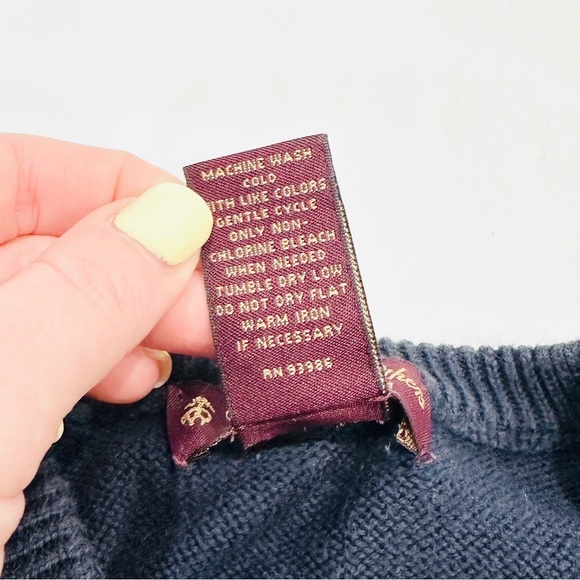 MACHINE WASH
COLD
WITH LIKE COLORS
GENTLE CYCLE
ONLY NON-
CHLORINE BLEACH
WHEN NEEDED
TUMBLE DRY LOW
DO NOT DRY FLAT
WARM IRON
IF NECESSARY
RN 93986